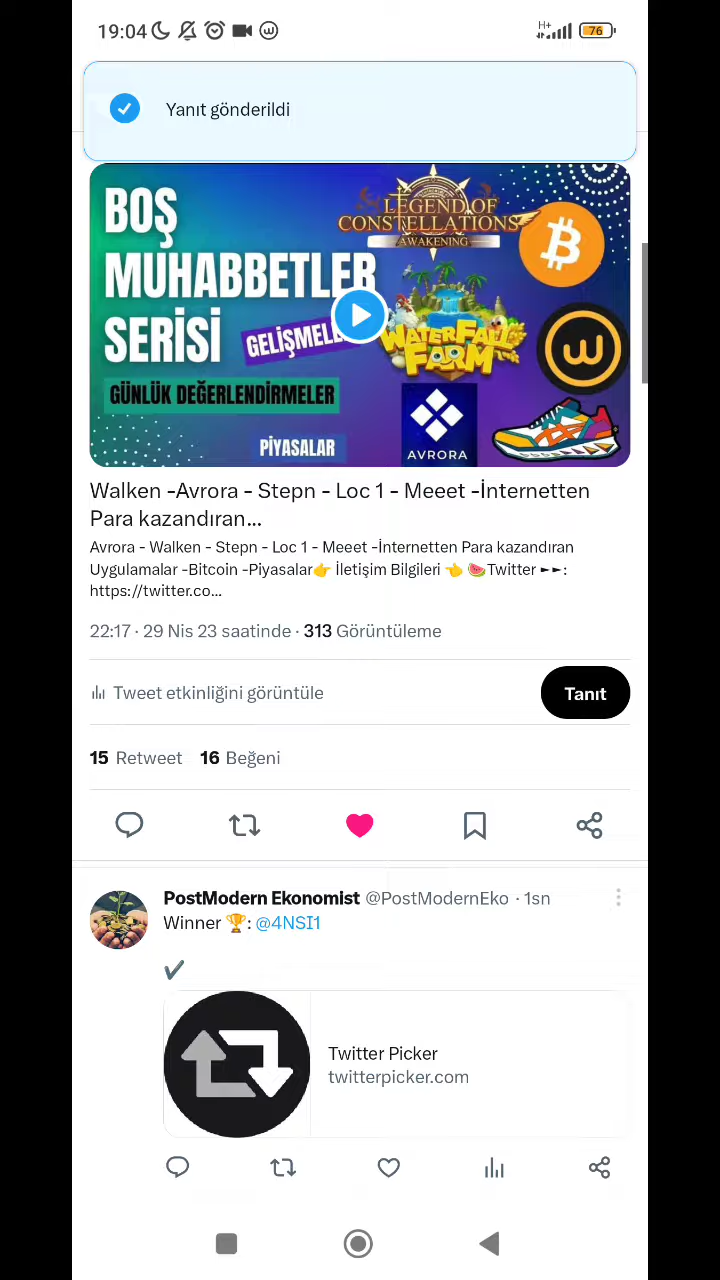 19:04
H+
76
Yanıt gönderildi
BOŞ
MUHABBETLER
SERİSİ
GELİŞMELE
GÜNLÜK DEĞERLENDİRMELER
PİYASALAR
LEGEND OF
CONSTELLATIONS
AWAKENING
WATERFALL
FARM
AVRORA
Walken -Avrora - Stepn - Loc 1 - Meeet -İnternetten
Para kazandıran...
Avrora - Walken - Stepn - Loc 1 - Meeet -İnternetten Para kazandıran
Uygulamalar -Bitcoin -Piyasalar👉 İletişim Bilgileri 👈 🍉Twitter ►►:
https://twitter.co...
22:17 · 29 Nis 23 saatinde · 313 Görüntüleme
Tweet etkinliğini görüntüle
Tanıt
15 Retweet 16 Beğeni
PostModern Ekonomist @PostModernEko · 1sn
Winner 🏆: @4NSI1
✔
Twitter Picker
twitterpicker.com